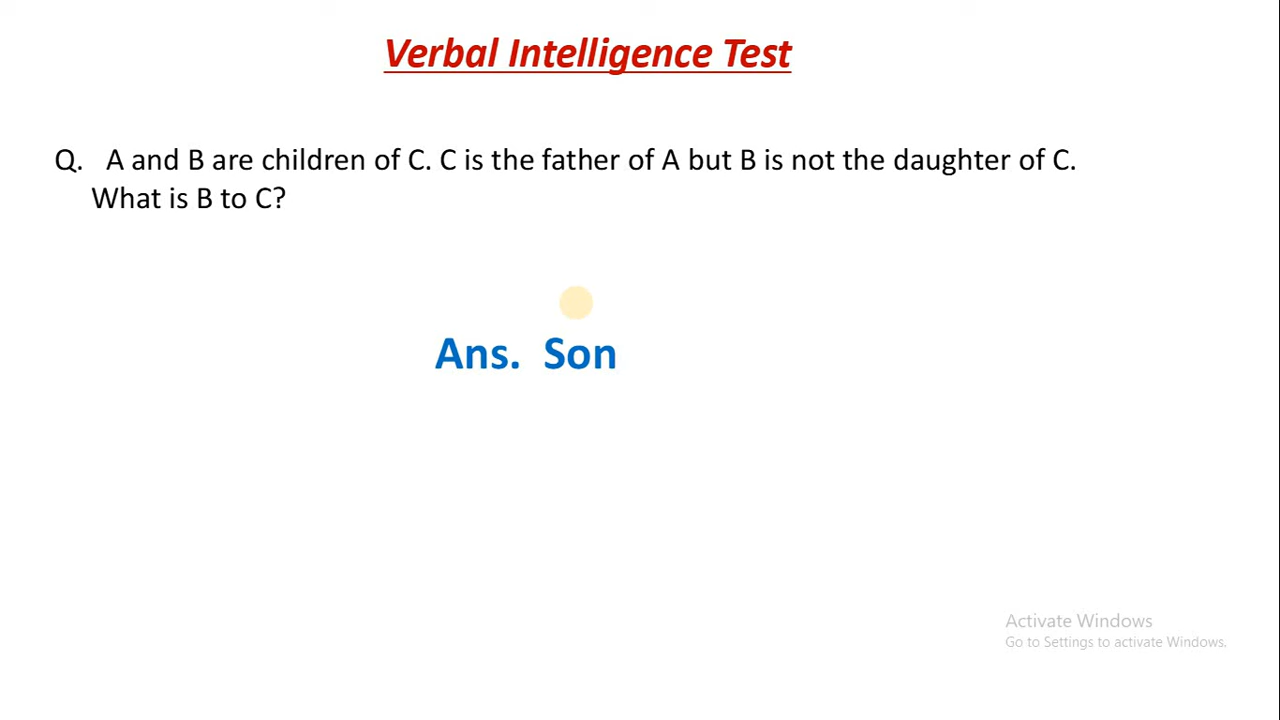 Verbal Intelligence Test
Q. A and B are children of C. C is the father of A but B is not the daughter of C.
What is B to C?
Ans. Son
Activate Windows
Go to Settings to activate Windows.